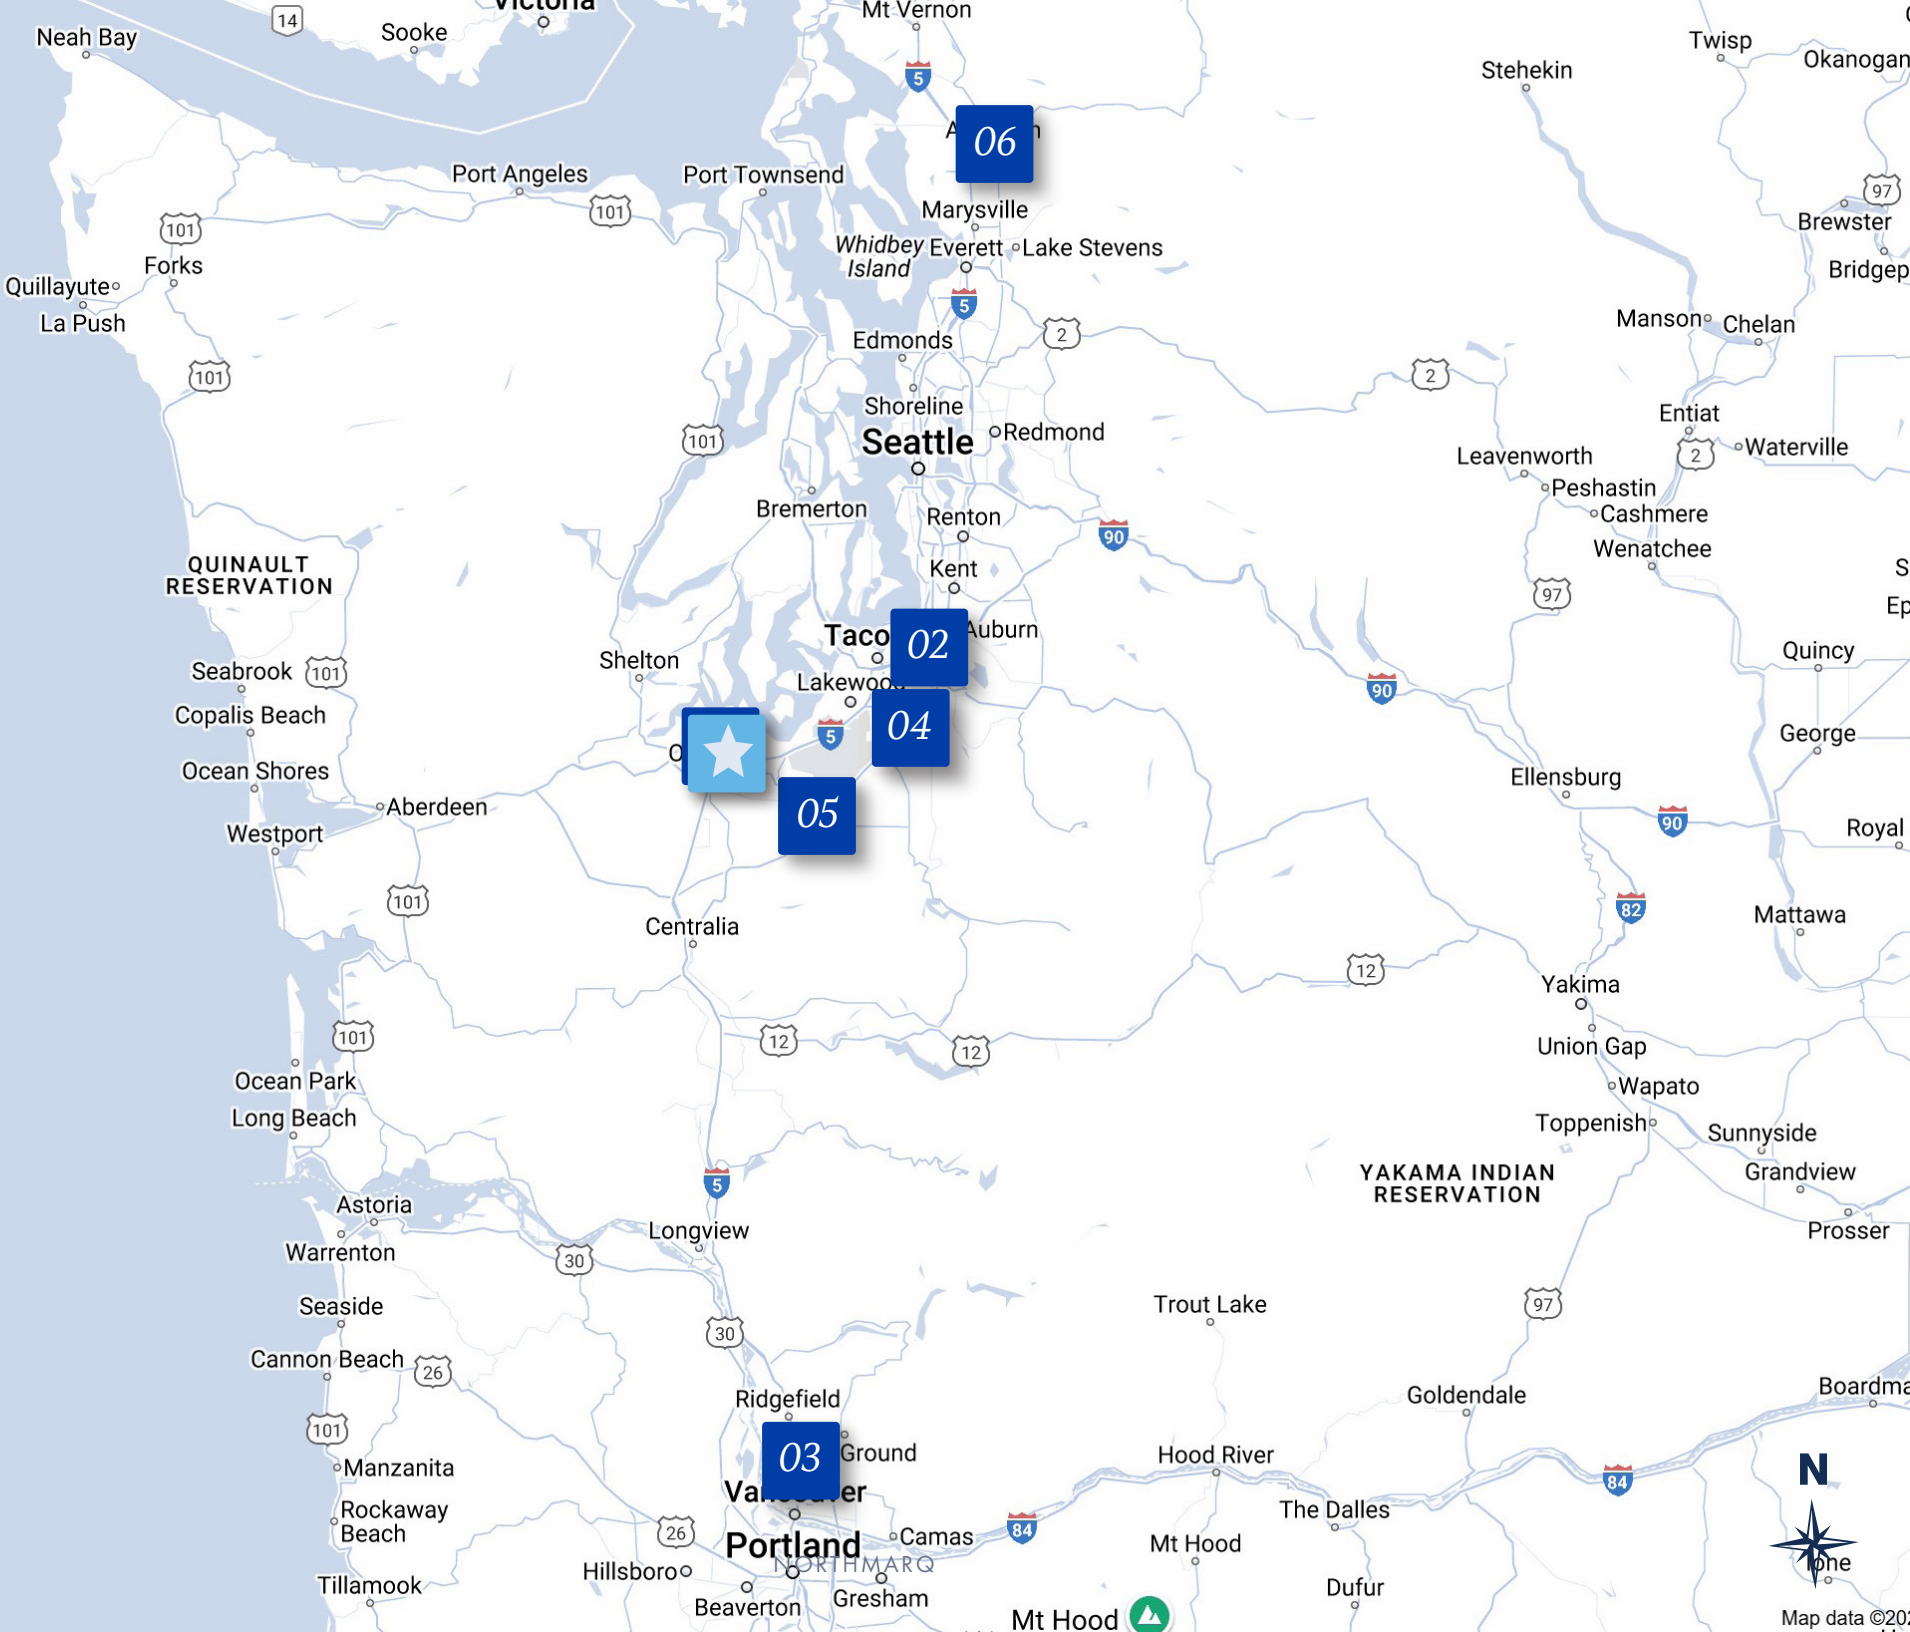 Victoria
Mt Vernon
14
Sooke
Neah Bay
Twisp
Okanogan
Stehekin
5
06
Port Angeles
Port Townsend
101
97
101
Marysville
Brewster
Whidbey
Island
Everett
Lake Stevens
Forks
Bridgep
Quillayute
La Push
5
Manson
Chelan
2
Edmonds
101
2
Shoreline
Entiat
Seattle
Redmond
101
Waterville
2
Leavenworth
Peshastin
Bremerton
Cashmere
Renton
90
Wenatchee
QUINAULT
RESERVATION
Kent
97
S
Ep
Taco
02
Auburn
Quincy
Shelton
Seabrook
101
Lakewood
90
Copalis Beach
04
5
George
O
Ocean Shores
Ellensburg
Aberdeen
05
90
Westport
Royal
101
82
Mattawa
Centralia
12
Yakima
101
12
12
Union Gap
Ocean Park
Wapato
Long Beach
Toppenish
Sunnyside
YAKAMA INDIAN
RESERVATION
Grandview
5
Astoria
Longview
Prosser
Warrenton
30
Seaside
Trout Lake
97
30
Cannon Beach
26
Boardma
Ridgefield
Goldendale
101
03
Ground
Hood River
N
Manzanita
84
Vancouver
Rockaway
Beach
The Dalles
26
84
Camas
Portland
Mt Hood
NORTHMARQ
Ione
Hillsboro
Tillamook
Gresham
Dufur
Beaverton
Mt Hood
Map data ©202